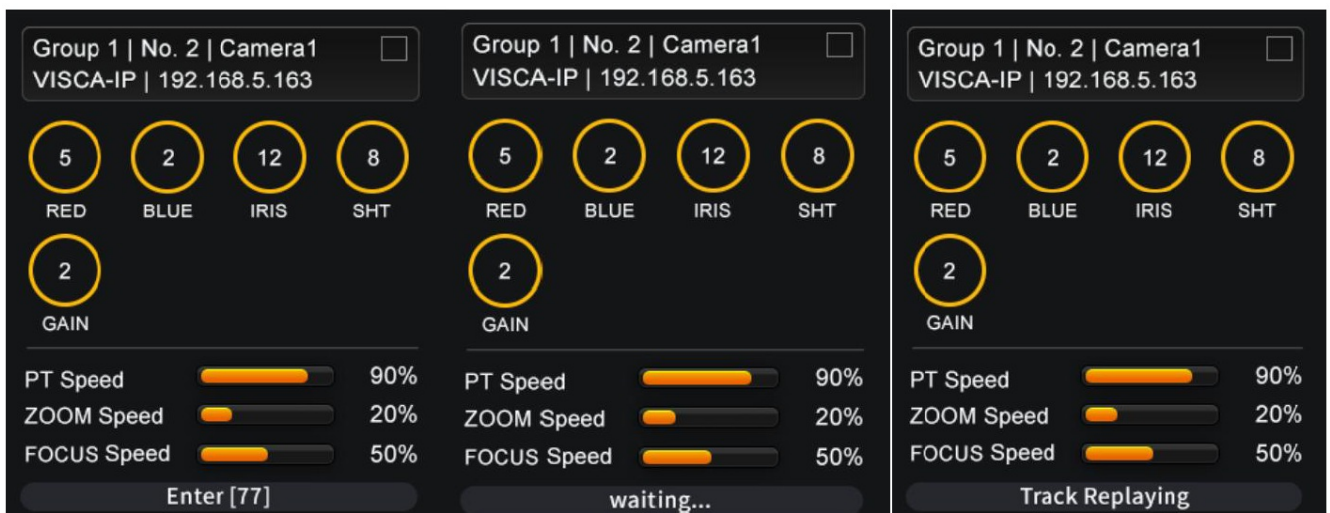 Group 1 | No. 2 | Camera1
VISCA-IP | 192.168.5.163
5 2 12 8
RED BLUE IRIS SHT
2
GAIN
PT Speed 90%
ZOOM Speed 20%
FOCUS Speed 50%
Enter [77]
Group 1 | No. 2 | Camera1
VISCA-IP | 192.168.5.163
5 2 12 8
RED BLUE IRIS SHT
2
GAIN
PT Speed 90%
ZOOM Speed 20%
FOCUS Speed 50%
waiting...
Group 1 | No. 2 | Camera1
VISCA-IP | 192.168.5.163
5 2 12 8
RED BLUE IRIS SHT
2
GAIN
PT Speed 90%
ZOOM Speed 20%
FOCUS Speed 50%
Track Replaying